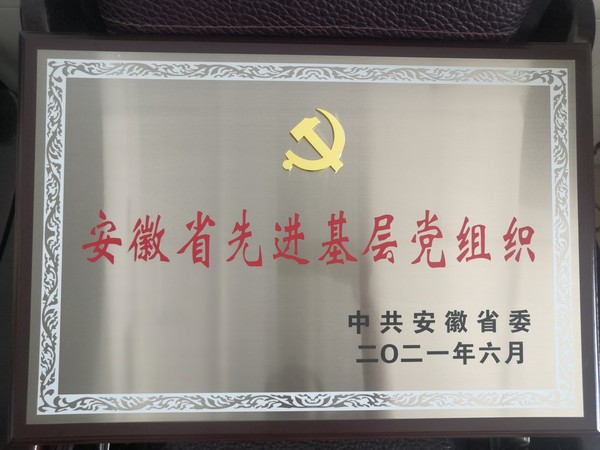 安徽省先进基层党组织
中共安徽省委
二〇二一年六月